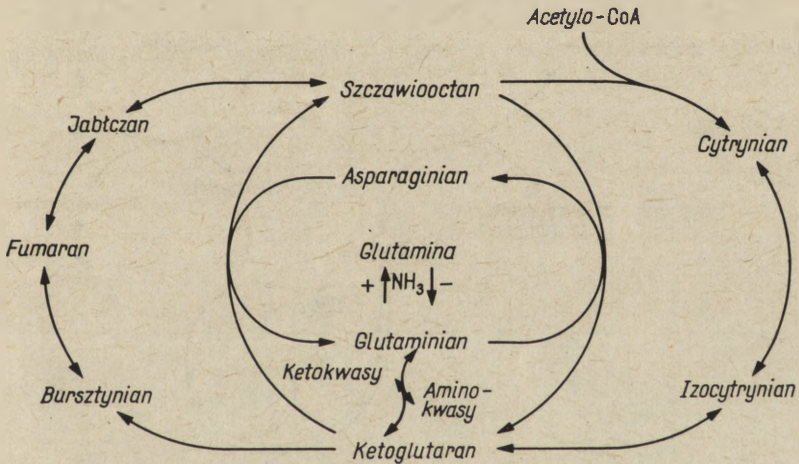 Acetylo-CoA
Szczawiooctan
Jabłczan
Cytrynian
Asparaginian
Fumaran
Glutamina
+ NH₃ -
Glutaminian
Ketokwasy
Amino-
kwasy
Bursztynian
Izocytrynian
Ketoglutaran